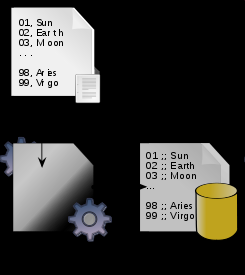 01, Sun
02, Earth
03, Moon
...
98, Aries
99, Virgo
01 ;; Sun
02 ;; Earth
03 ;; Moon
...
98 ;; Aries
99 ;; Virgo